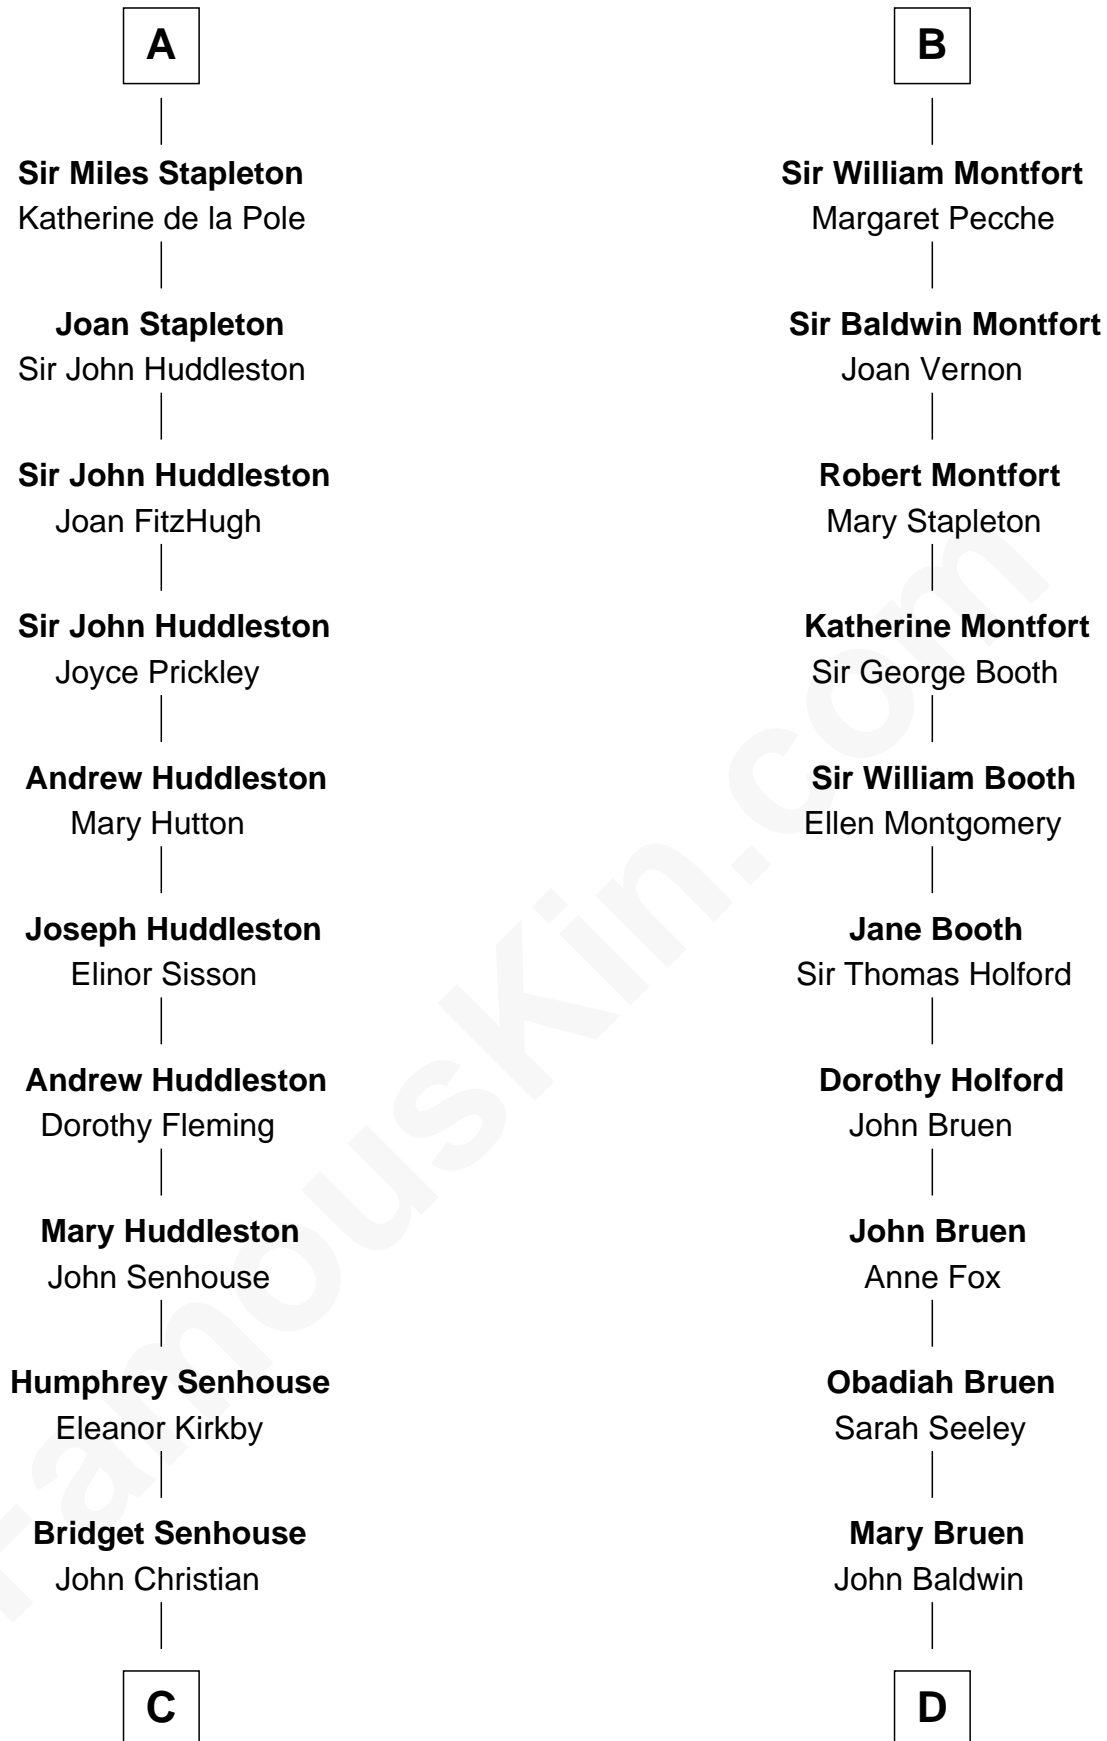 A
Sir Miles Stapleton
Katherine de la Pole
Joan Stapleton
Sir John Huddleston
Sir John Huddleston
Joan FitzHugh
Sir John Huddleston
Joyce Prickley
Andrew Huddleston
Mary Hutton
Joseph Huddleston
Elinor Sisson
Andrew Huddleston
Dorothy Fleming
Mary Huddleston
John Senhouse
Humphrey Senhouse
Eleanor Kirkby
Bridget Senhouse
John Christian
C
B
Sir William Montfort
Margaret Pecche
Sir Baldwin Montfort
Joan Vernon
Robert Montfort
Mary Stapleton
Katherine Montfort
Sir George Booth
Sir William Booth
Ellen Montgomery
Jane Booth
Sir Thomas Holford
Dorothy Holford
John Bruen
John Bruen
Anne Fox
Obadiah Bruen
Sarah Seeley
Mary Bruen
John Baldwin
D
FamousKin.com